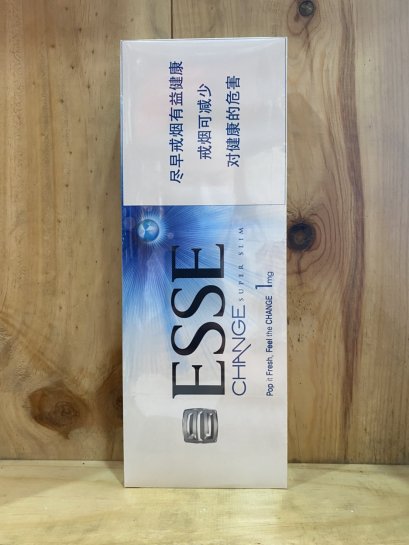 尽早戒烟有益健康
戒烟可减少
对健康的危害
ESSE
CHANGE SUPER SLIM
Pop it Fresh, Feel the CHANGE 1mg